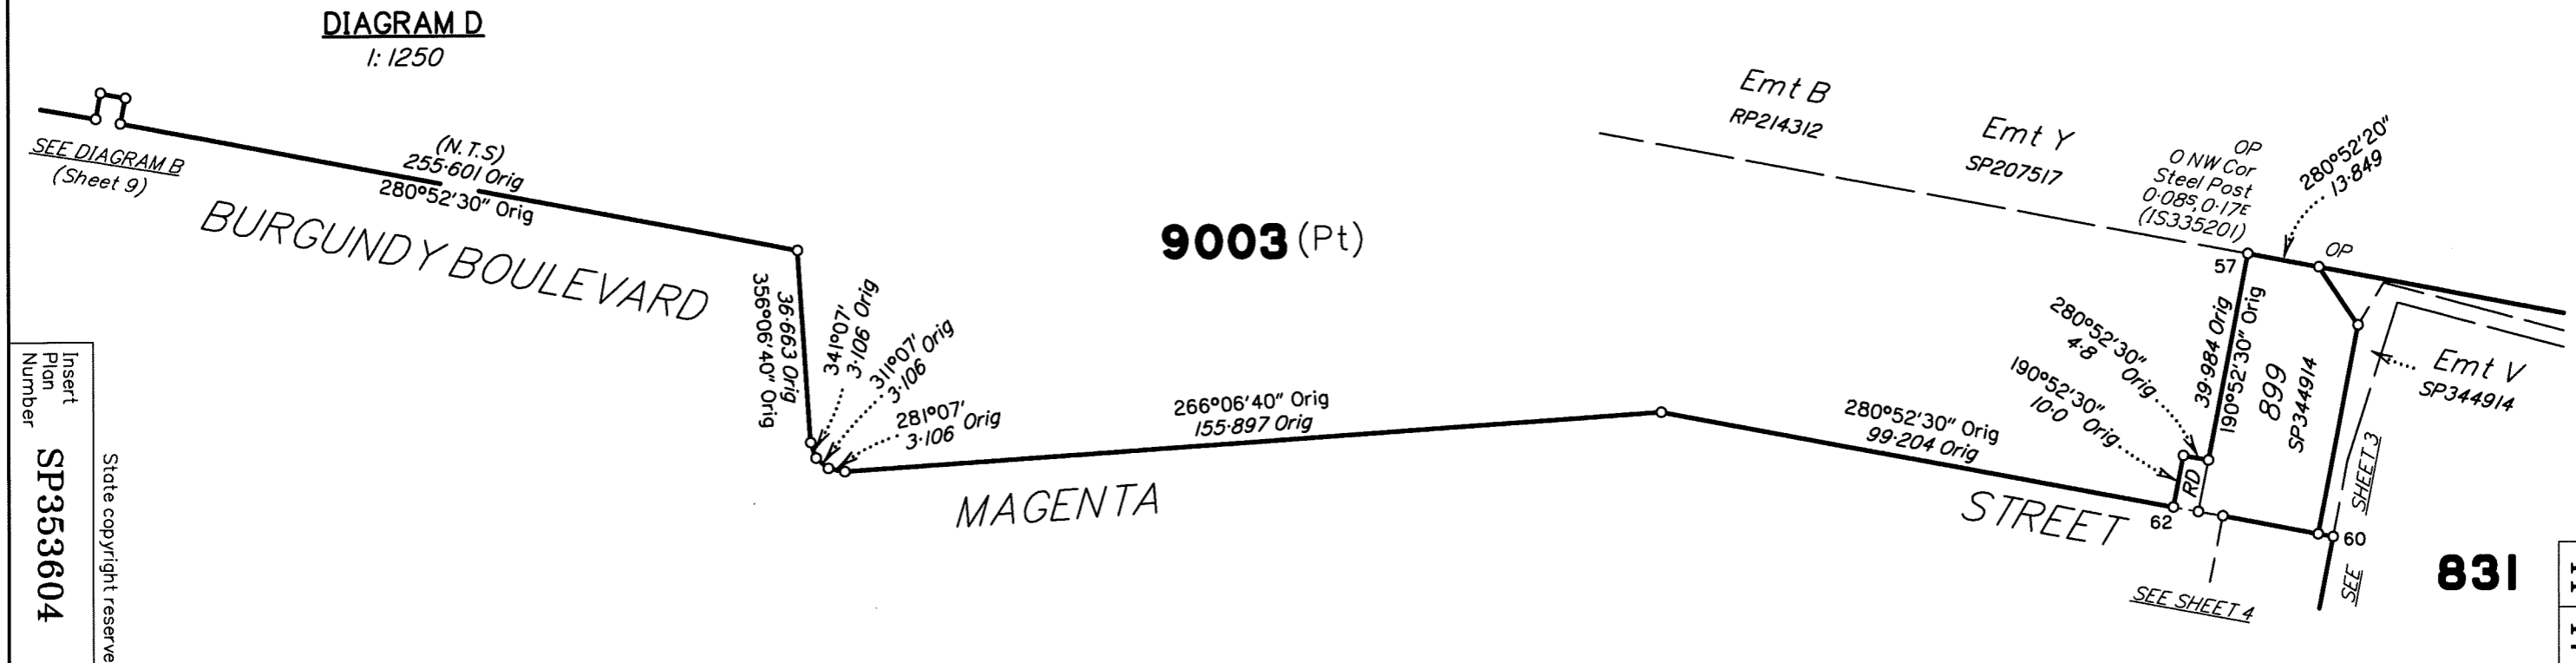 DIAGRAM D
1:1250
SEE DIAGRAM B
(Sheet 9)
(N.T.S)
255·601 Orig
280°52'30" Orig
BURGUNDY BOULEVARD
36·663 Orig
356°06'40" Orig
341°07'
3·106 Orig
311°07' Orig
3·106
281°07'
3·106 Orig
266°06'40" Orig
155·897 Orig
MAGENTA
STREET
9003 (Pt)
Emt B
RP214312
Emt Y
SP207517
OP
O NW Cor
Steel Post
0·08S, 0·17E
(IS335201)
280°52'20"
13·849
57
OP
280°52'30"
4·8 Orig
190°52'30"
10·0 Orig
39·984 Orig
190°52'30" Orig
899
SP344914
Emt V
SP344914
280°52'30" Orig
99·204 Orig
RD
62
60
SEE SHEET 3
SEE SHEET 4
831
Insert
Plan
Number
SP353604
State copyright reserve